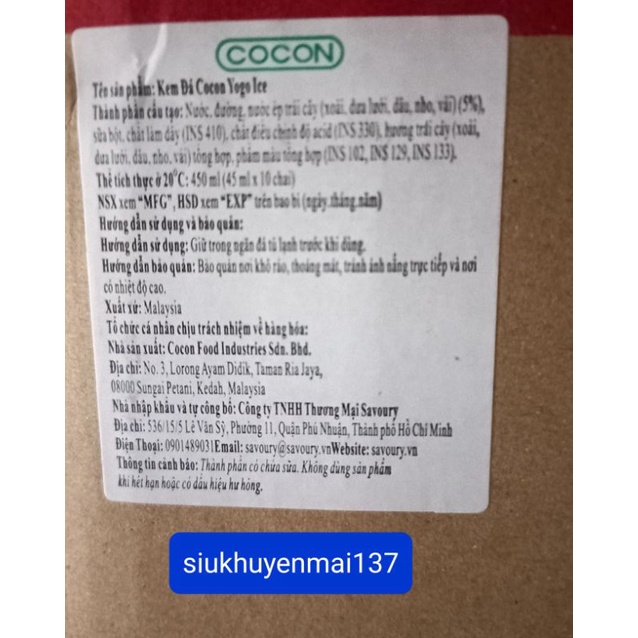 COCON
Tên sản phẩm: Kem Đá Cocon Yogo Ice
Thành phần cấu tạo: Nước, đường, nước ép trái cây (xoài, dưa lưới, dâu, nho, vải) (5%),
sữa bột, chất làm dày (INS 410), chất điều chỉnh độ acid (INS 330), hương trái cây (xoài,
dưa lưới, dâu, nho, vải) tổng hợp, phẩm màu tổng hợp (INS 102, INS 129, INS 133).
Thể tích thực ở 20°C: 450 ml (45 ml x 10 chai)
NSX xem "MFG", HSD xem "EXP" trên bao bì (ngày.tháng.năm)
Hướng dẫn sử dụng và bảo quản:
Hướng dẫn sử dụng: Giữ trong ngăn đá tủ lạnh trước khi dùng.
Hướng dẫn bảo quản: Bảo quản nơi khô ráo, thoáng mát, tránh ánh nắng trực tiếp và nơi
có nhiệt độ cao.
Xuất xứ: Malaysia
Tổ chức cá nhân chịu trách nhiệm về hàng hóa:
Nhà sản xuất: Cocon Food Industries Sdn. Bhd.
Địa chỉ: No. 3, Lorong Ayam Didik, Taman Ria Jaya,
08000 Sungai Petani, Kedah, Malaysia
Nhà nhập khẩu và tự công bố: Công ty TNHH Thương Mại Savoury
Địa chỉ: 536/15/5 Lê Văn Sỹ, Phường 11, Quận Phú Nhuận, Thành phố Hồ Chí Minh
Điện Thoại: 0901489031Email: savoury@savoury.vnWebsite: savoury.vn
Thông tin cảnh báo: Thành phần có chứa sữa. Không dùng sản phẩm
khi hết hạn hoặc có dấu hiệu hư hỏng.
siukhuyenmai137